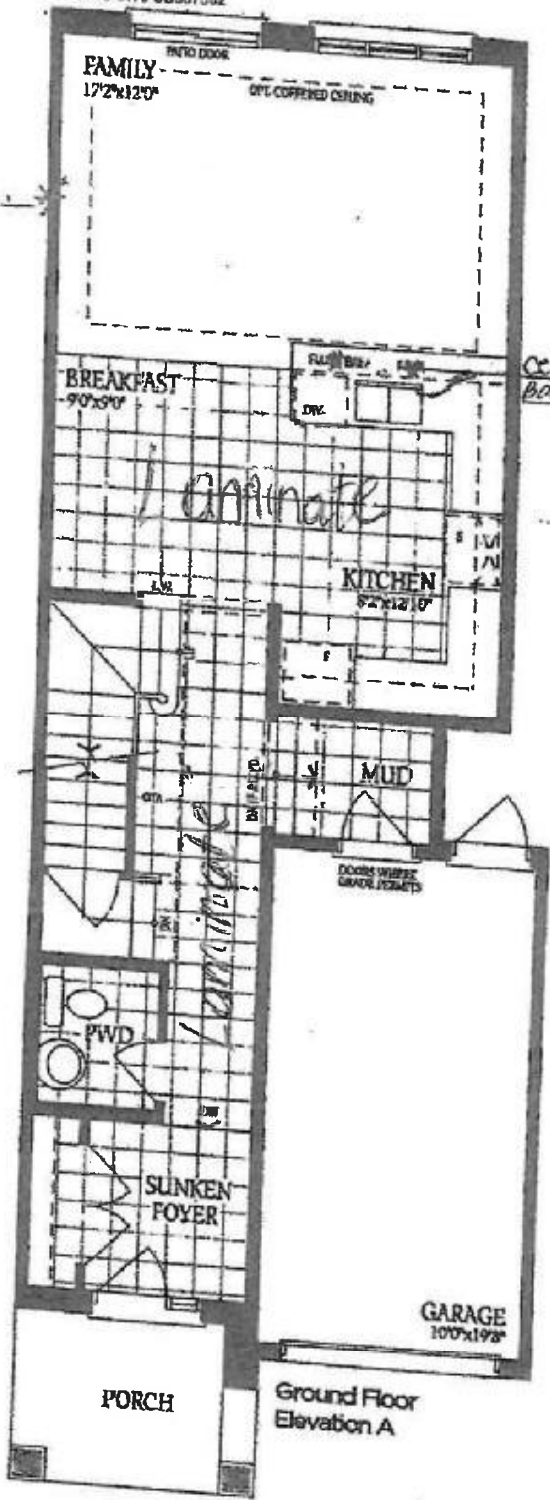 PATIO DOOR
FAMILY
17'2"x12'0"
OPT. COFFERED CEILING
BREAKFAST
9'0"x9'0"
DW.
Laminate
KITCHEN
8'2"x12'10"
S
F
MUD
DOORS WHERE
GRADE PERMITS
Laminate
DN
PWD
SUNKEN
FOYER
GARAGE
10'0"x19'8"
PORCH
Ground Floor
Elevation A